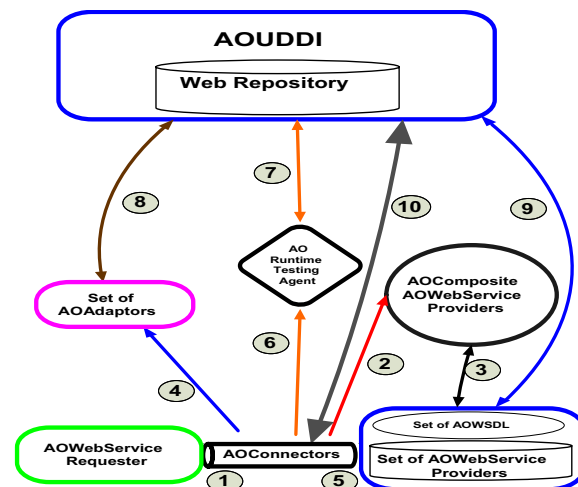 AOUDDI
Web Repository
7
8
10
9
AO
Runtime
Testing
Agent
AOComposite
AOWebService
Providers
Set of
AOAdaptors
6
2
3
4
Set of AOWSDL
AOWebService
Requester
AOConnectors
Set of AOWebService
Providers
1
5